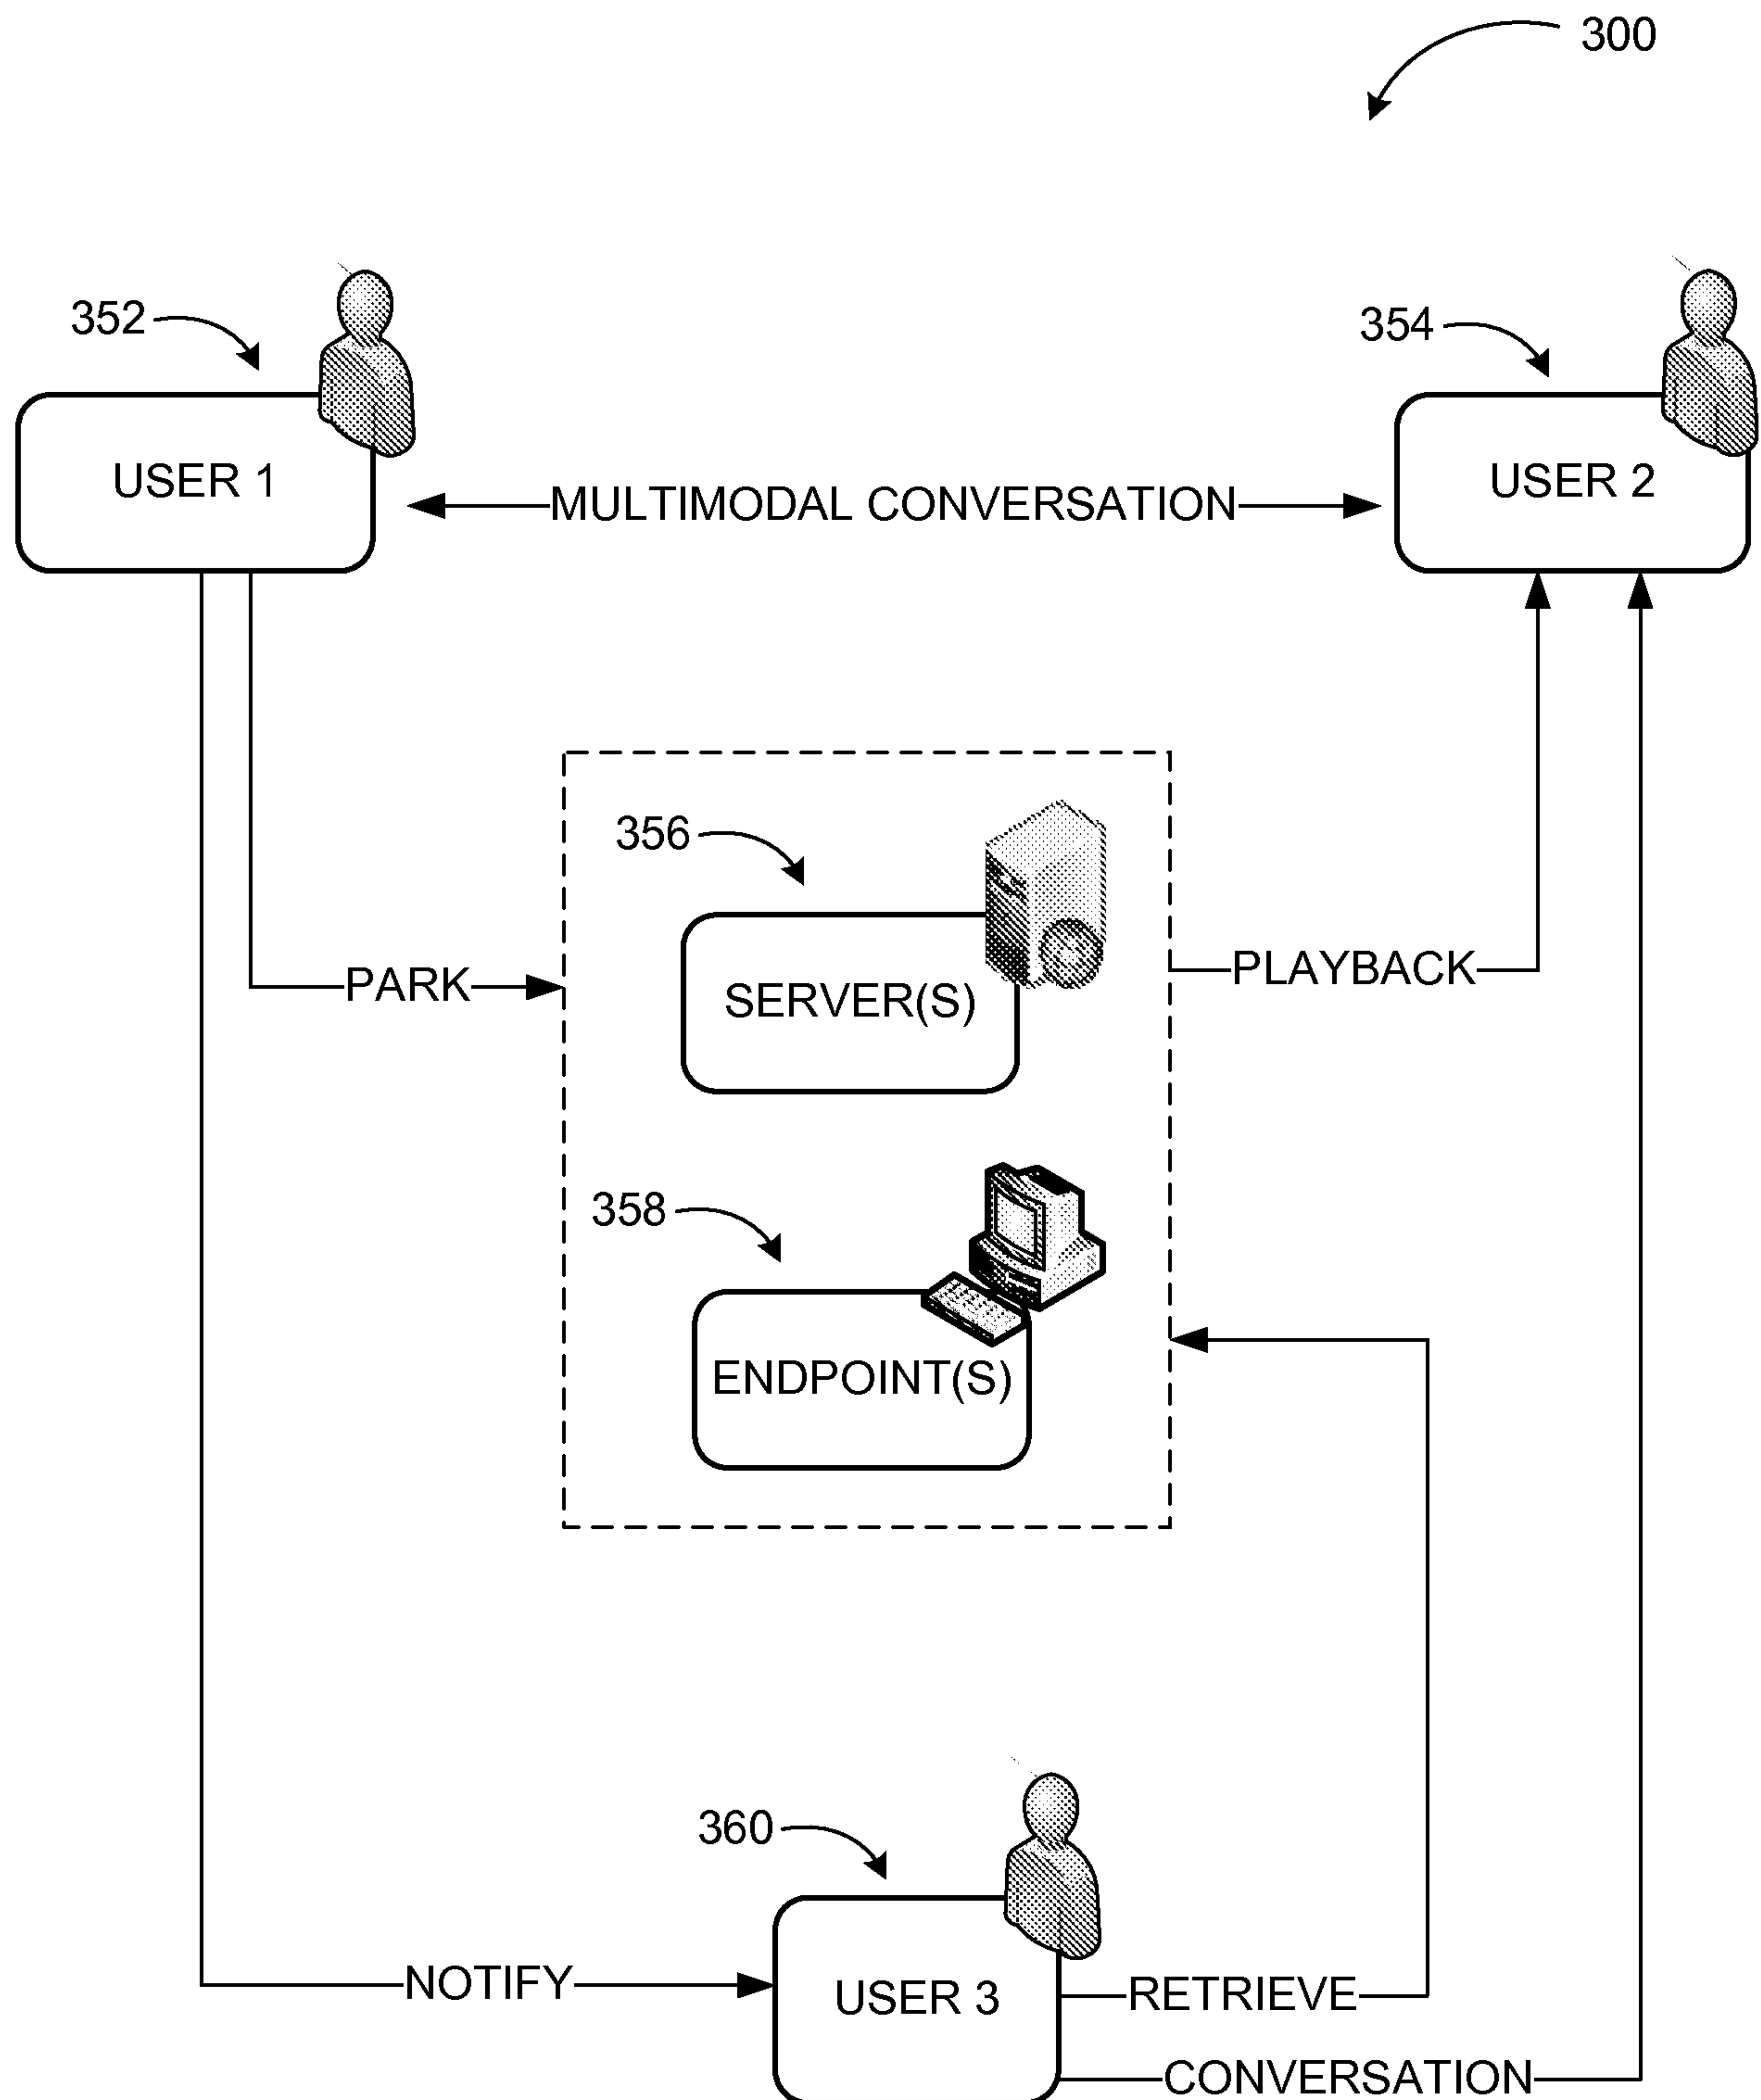 300
352
354
USER 1
USER 2
MULTIMODAL CONVERSATION
356
PARK
SERVER(S)
PLAYBACK
358
ENDPOINT(S)
360
NOTIFY
USER 3
RETRIEVE
CONVERSATION